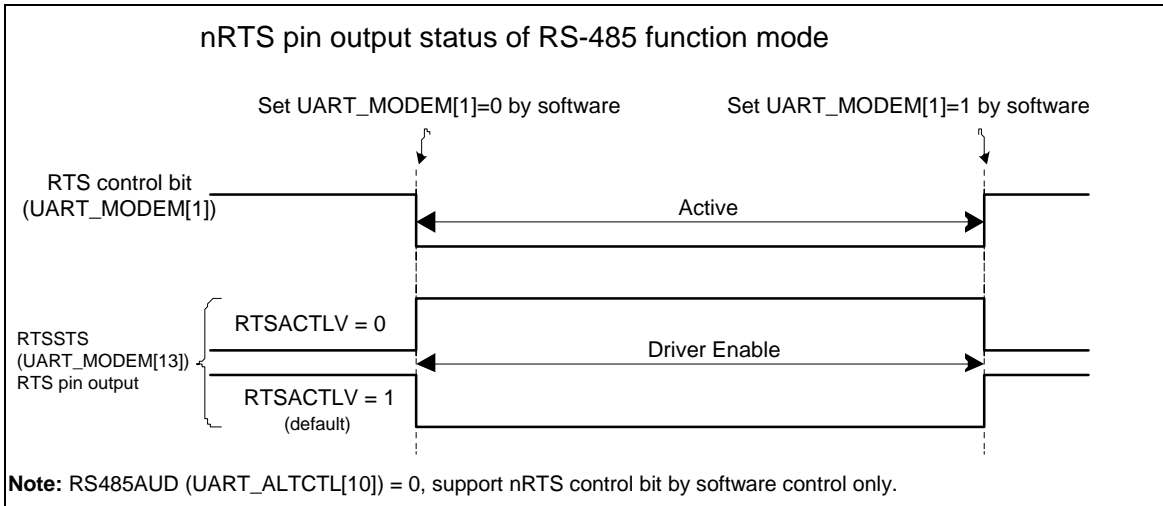 nRTS pin output status of RS-485 function mode
Set UART_MODEM[1]=0 by software
Set UART_MODEM[1]=1 by software
RTS control bit
(UART_MODEM[1])
Active
RTSACTLV = 0
RTSSTS
(UART_MODEM[13])
RTS pin output
Driver Enable
RTSACTLV = 1
(default)
Note: RS485AUD (UART_ALTCTL[10]) = 0, support nRTS control bit by software control only.